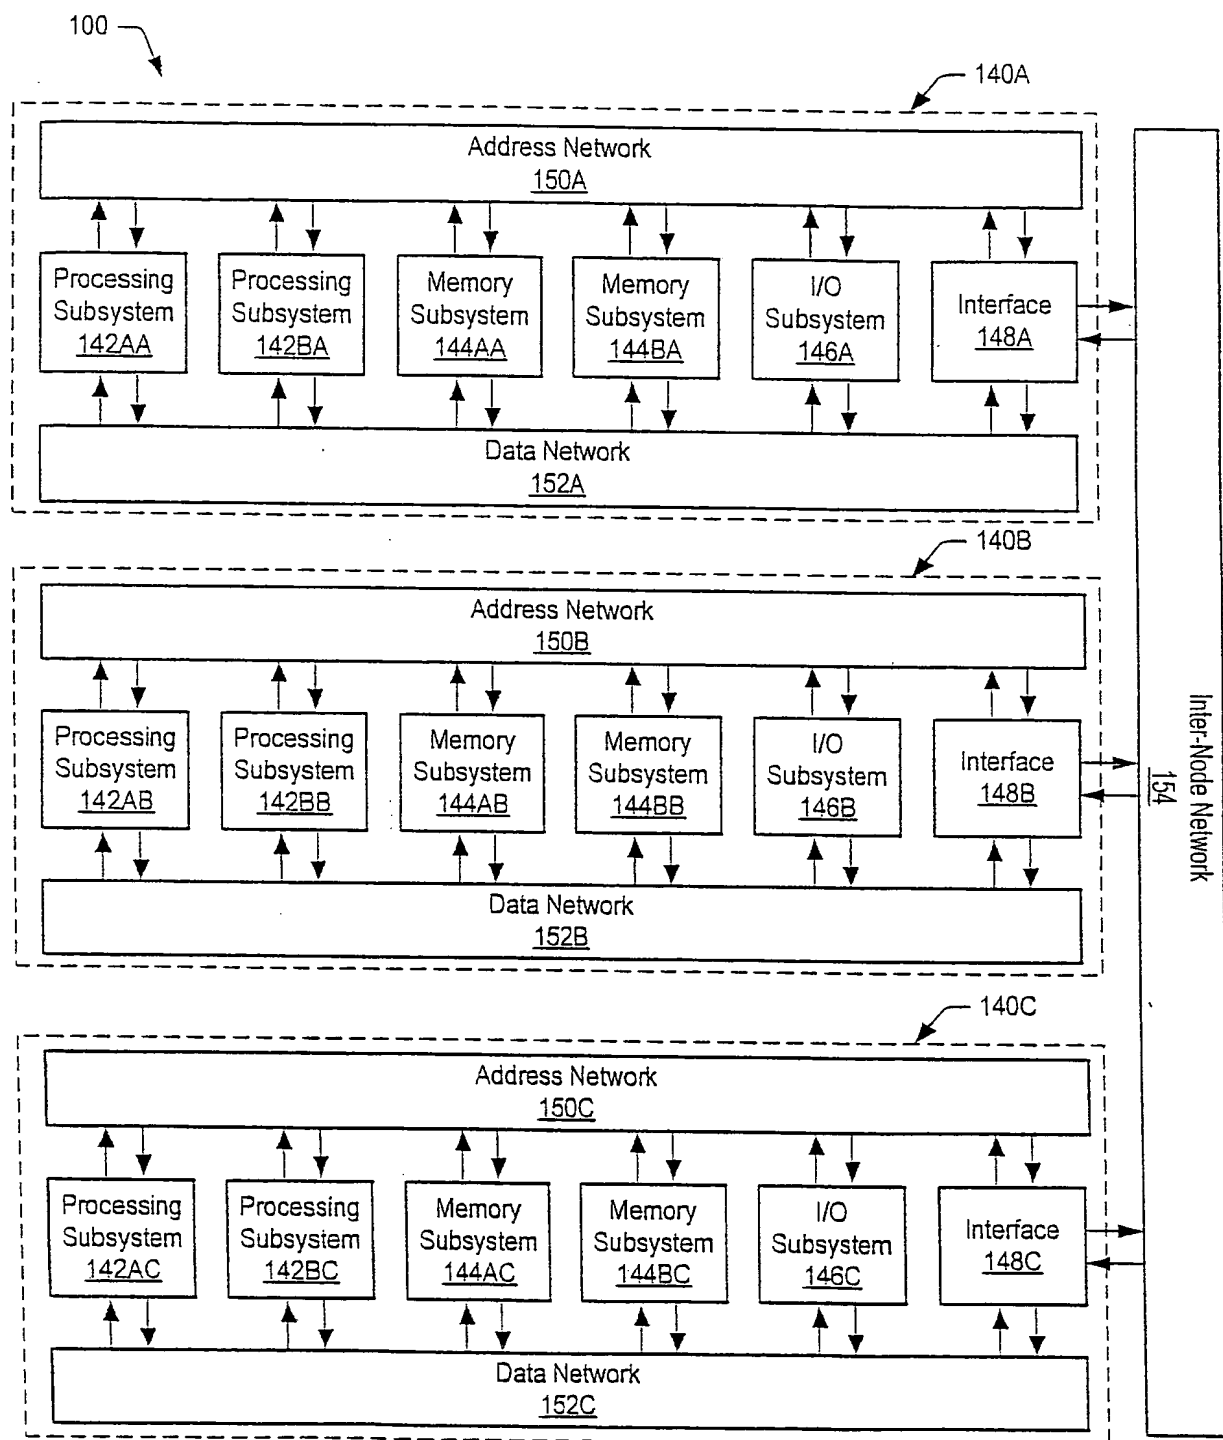 100
140A
Address Network
150A
Processing
Subsystem
142AA
Processing
Subsystem
142BA
Memory
Subsystem
144AA
Memory
Subsystem
144BA
I/O
Subsystem
146A
Interface
148A
Data Network
152A
140B
Address Network
150B
Processing
Subsystem
142AB
Processing
Subsystem
142BB
Memory
Subsystem
144AB
Memory
Subsystem
144BB
I/O
Subsystem
146B
Interface
148B
Data Network
152B
140C
Address Network
150C
Processing
Subsystem
142AC
Processing
Subsystem
142BC
Memory
Subsystem
144AC
Memory
Subsystem
144BC
I/O
Subsystem
146C
Interface
148C
Data Network
152C
Inter-Node Network
154